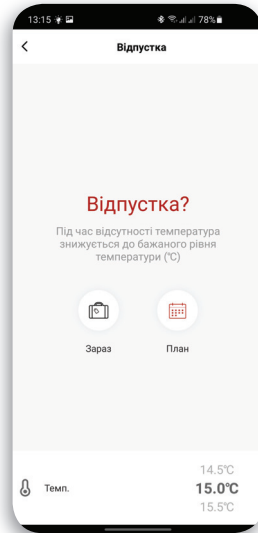 13:15 78%
Відпустка
Відпустка?
Під час відсутності температура
знижується до бажаного рівня
температури (℃)
Зараз План
14.5℃
Темп. 15.0℃
15.5℃